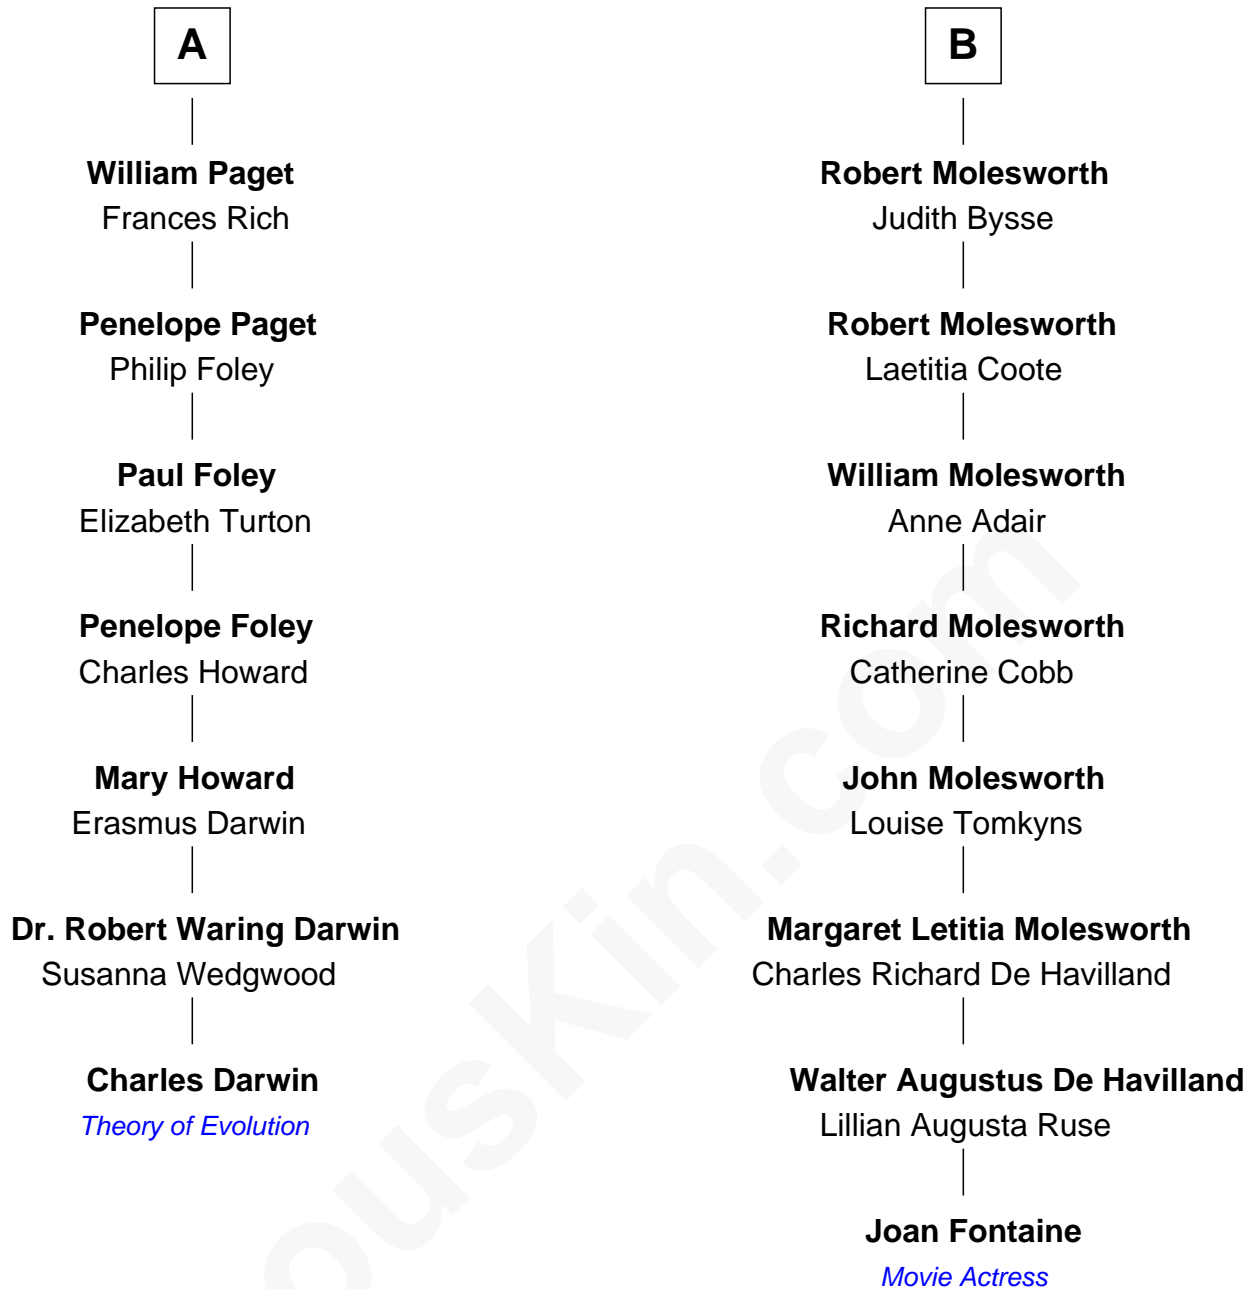 A
William Paget
Frances Rich
Penelope Paget
Philip Foley
Paul Foley
Elizabeth Turton
Penelope Foley
Charles Howard
Mary Howard
Erasmus Darwin
Dr. Robert Waring Darwin
Susanna Wedgwood
Charles Darwin
Theory of Evolution
B
Robert Molesworth
Judith Bysse
Robert Molesworth
Laetitia Coote
William Molesworth
Anne Adair
Richard Molesworth
Catherine Cobb
John Molesworth
Louise Tomkyns
Margaret Letitia Molesworth
Charles Richard De Havilland
Walter Augustus De Havilland
Lillian Augusta Ruse
Joan Fontaine
Movie Actress
ousKin.com